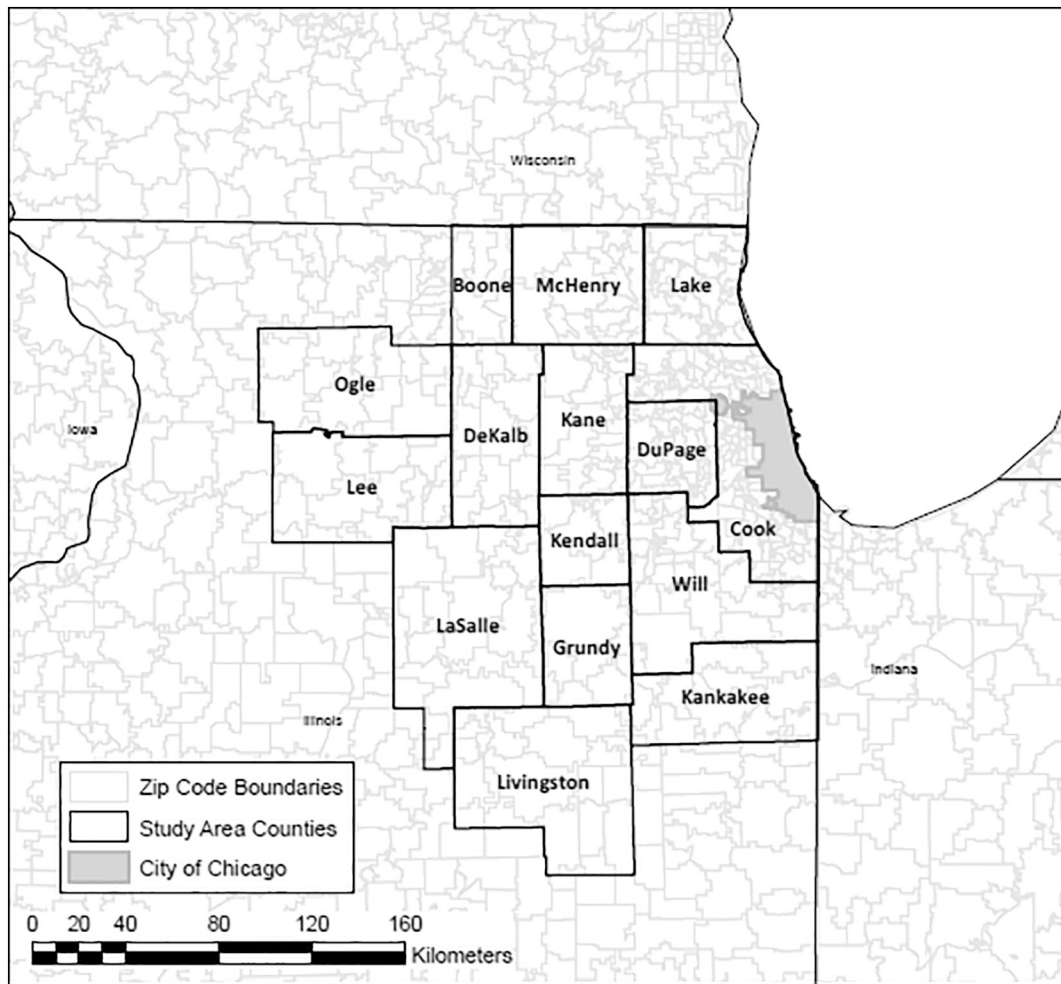 Wisconsin
Boone
McHenry
Lake
Ogle
Iowa
DeKalb
Kane
DuPage
Lee
Cook
Kendall
Will
LaSalle
Grundy
Indiana
Kankakee
Illinois
Livingston
Zip Code Boundaries
Study Area Counties
City of Chicago
0 20 40 80 120 160
Kilometers